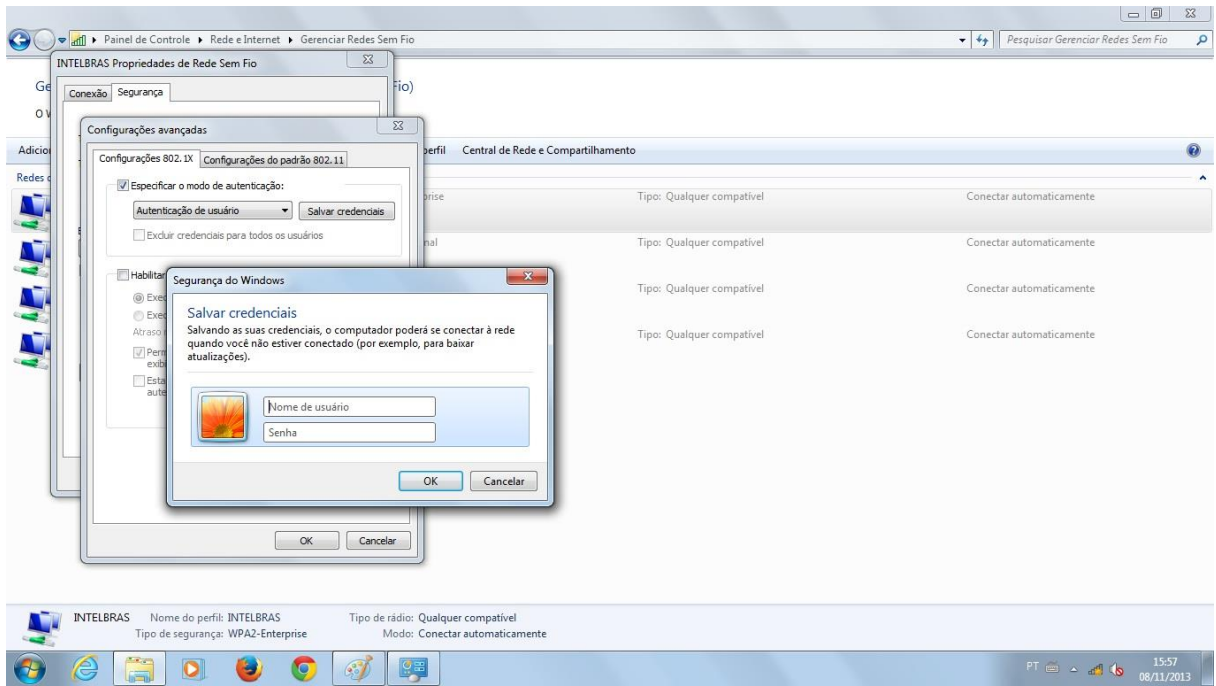 Painel de Controle Rede e Internet Gerenciar Redes Sem Fio
Pesquisar Gerenciar Redes Sem Fio
INTELBRAS Propriedades de Rede Sem Fio
Fio)
Conexão Segurança
Configurações avançadas
perfil Central de Rede e Compartilhamento
Configurações 802.1X Configurações do padrão 802.11
Especificar o modo de autenticação:
Autenticação de usuário Salvar credenciais
Excluir credenciais para todos os usuários
Tipo: Qualquer compatível Conectar automaticamente
Tipo: Qualquer compatível Conectar automaticamente
Tipo: Qualquer compatível Conectar automaticamente
Tipo: Qualquer compatível Conectar automaticamente
Habilitar
Segurança do Windows
Salvar credenciais
Salvando as suas credenciais, o computador poderá se conectar à rede
quando você não estiver conectado (por exemplo, para baixar
atualizações).
Nome de usuário
Senha
OK Cancelar
OK Cancelar
INTELBRAS Nome do perfil: INTELBRAS Tipo de rádio: Qualquer compatível
Tipo de segurança: WPA2-Enterprise Modo: Conectar automaticamente
PT 15:57
08/11/2013